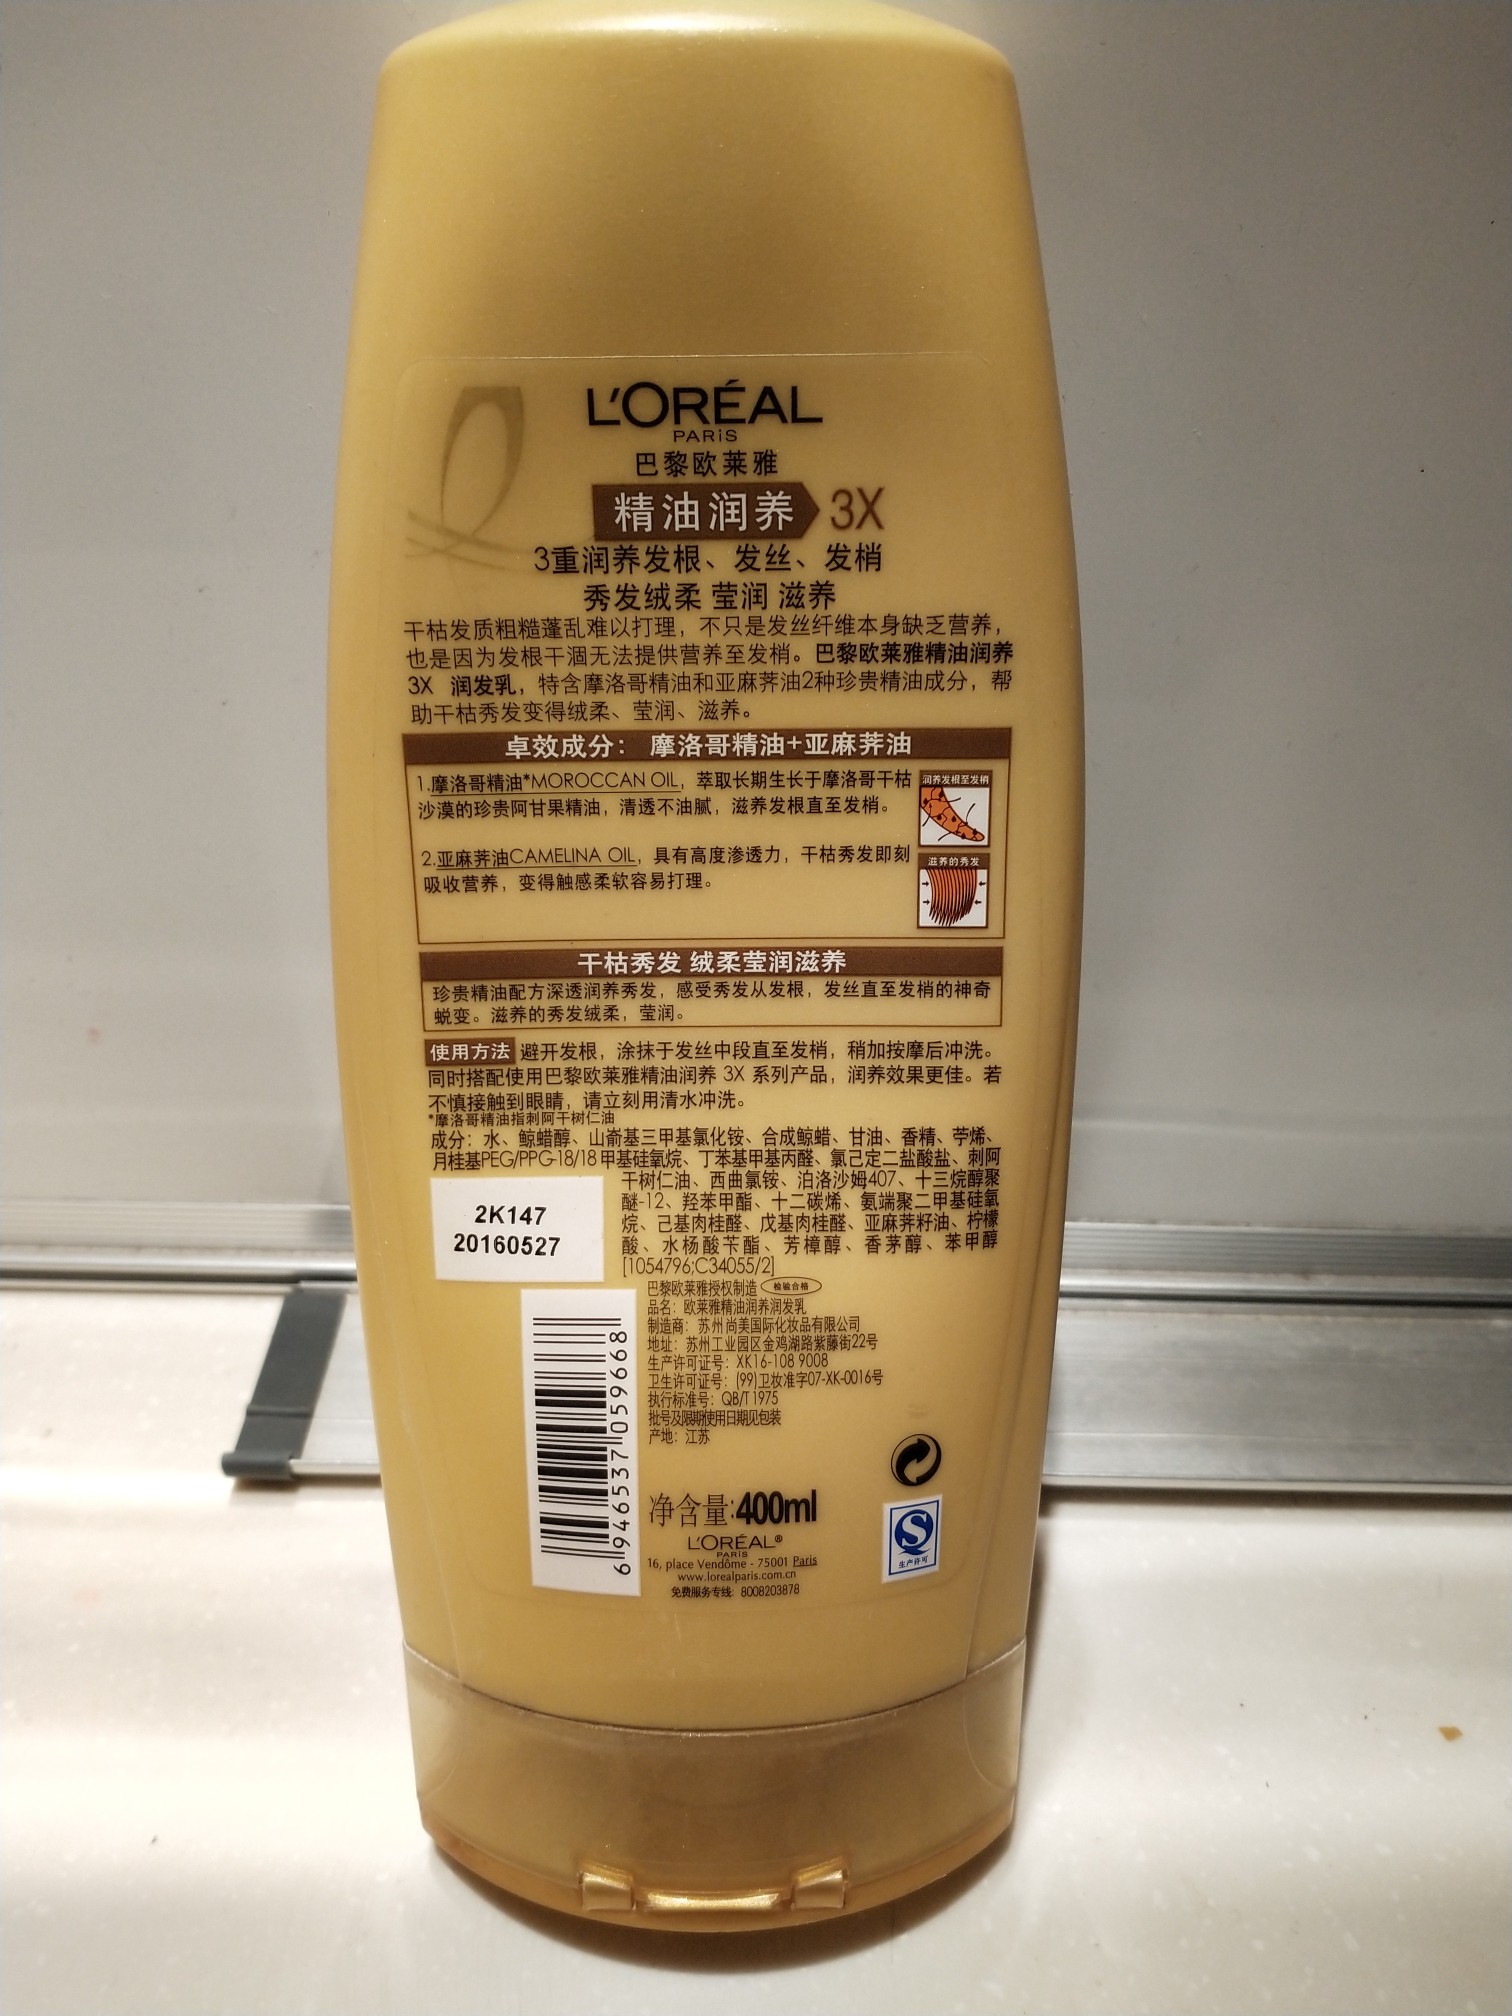 L'ORÉAL
PARiS
巴黎欧莱雅
精油润养 3X
3重润养发根、发丝、发梢
秀发绒柔 莹润 滋养
干枯发质粗糙蓬乱难以打理，不只是发丝纤维本身缺乏营养，
也是因为发根干涸无法提供营养至发梢。巴黎欧莱雅精油润养
3X 润发乳，特含摩洛哥精油和亚麻荠油2种珍贵精油成分，帮
助干枯秀发变得绒柔、莹润、滋养。
卓效成分： 摩洛哥精油+亚麻荠油
1.摩洛哥精油*MOROCCAN OIL，萃取长期生长于摩洛哥干枯
沙漠的珍贵阿甘果精油，清透不油腻，滋养发根直至发梢。
润养发根至发梢
2.亚麻荠油CAMELINA OIL，具有高度渗透力，干枯秀发即刻
吸收营养，变得触感柔软容易打理。
滋养的秀发
干枯秀发 绒柔莹润滋养
珍贵精油配方深透润养秀发，感受秀发从发根，发丝直至发梢的神奇
蜕变。滋养的秀发绒柔，莹润。
使用方法 避开发根，涂抹于发丝中段直至发梢，稍加按摩后冲洗。
同时搭配使用巴黎欧莱雅精油润养 3X 系列产品，润养效果更佳。若
不慎接触到眼睛，请立刻用清水冲洗。
*摩洛哥精油指刺阿干树仁油
成分：水、鲸蜡醇、山嵛基三甲基氯化铵、合成鲸蜡、甘油、香精、苧烯、
月桂基PEG/PPG-18/18 甲基硅氧烷、丁苯基甲基丙醛、氯己定二盐酸盐、刺阿
干树仁油、西曲氯铵、泊洛沙姆407、十三烷醇聚
醚-12、羟苯甲酯、十二碳烯、氨端聚二甲基硅氧
烷、己基肉桂醛、戊基肉桂醛、亚麻荠籽油、柠檬
酸、水杨酸苄酯、芳樟醇、香茅醇、苯甲醇
[1054796;C34055/2]
2K147
20160527
巴黎欧莱雅授权制造 检验合格
品名：欧莱雅精油润养润发乳
制造商：苏州尚美国际化妆品有限公司
地址：苏州工业园区金鸡湖路紫藤街22号
生产许可证号：XK16-108 9008
卫生许可证号：(99)卫妆准字07-XK-0016号
执行标准号：QB/T 1975
批号及限期使用日期见包装
产地：江苏
6 946537 059668
净含量:400ml
L'ORÉAL®
PARiS
16, place Vendôme - 75001 Paris
www.lorealparis.com.cn
免费服务专线: 8008203878
生产许可